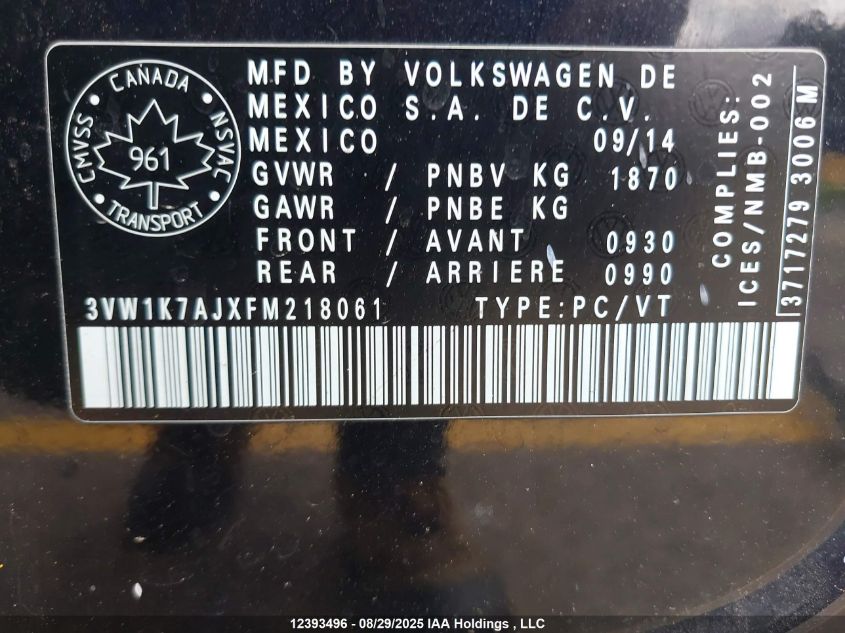 CANADA
CMVSS
NSVAC
961
TRANSPORT
MFD BY VOLKSWAGEN DE
MEXICO S.A. DE C.V.
MEXICO 09/14
GVWR / PNBV KG 1870
GAWR / PNBE KG
FRONT / AVANT 0930
REAR / ARRIERE 0990
3VW1K7AJXFM218061 TYPE:PC/VT
COMPLIES:
ICES/NMB-002
3717279 3006 M
12393496 - 08/29/2025 IAA Holdings , LLC